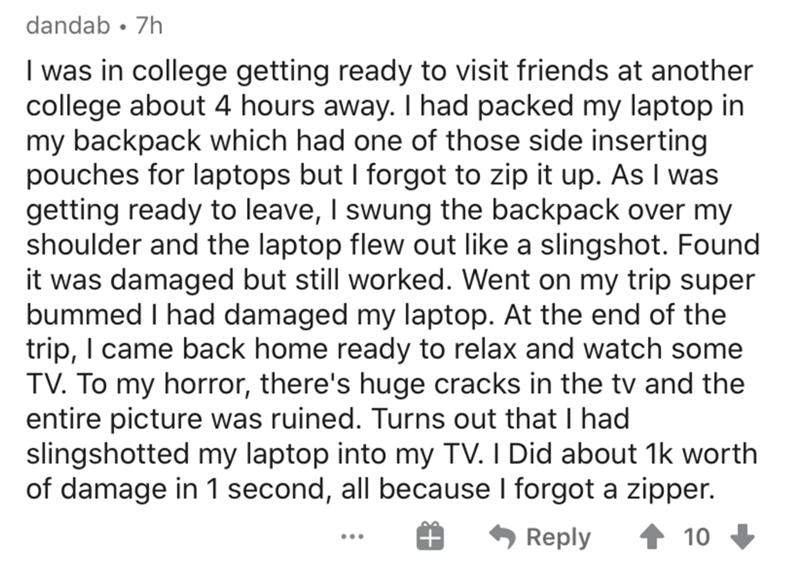 dandab • 7h
I was in college getting ready to visit friends at another
college about 4 hours away. I had packed my laptop in
my backpack which had one of those side inserting
pouches for laptops but I forgot to zip it up. As I was
getting ready to leave, I swung the backpack over my
shoulder and the laptop flew out like a slingshot. Found
it was damaged but still worked. Went on my trip super
bummed I had damaged my laptop. At the end of the
trip, I came back home ready to relax and watch some
TV. To my horror, there's huge cracks in the tv and the
entire picture was ruined. Turns out that I had
slingshotted my laptop into my TV. I Did about 1k worth
of damage in 1 second, all because I forgot a zipper.
... Reply 10